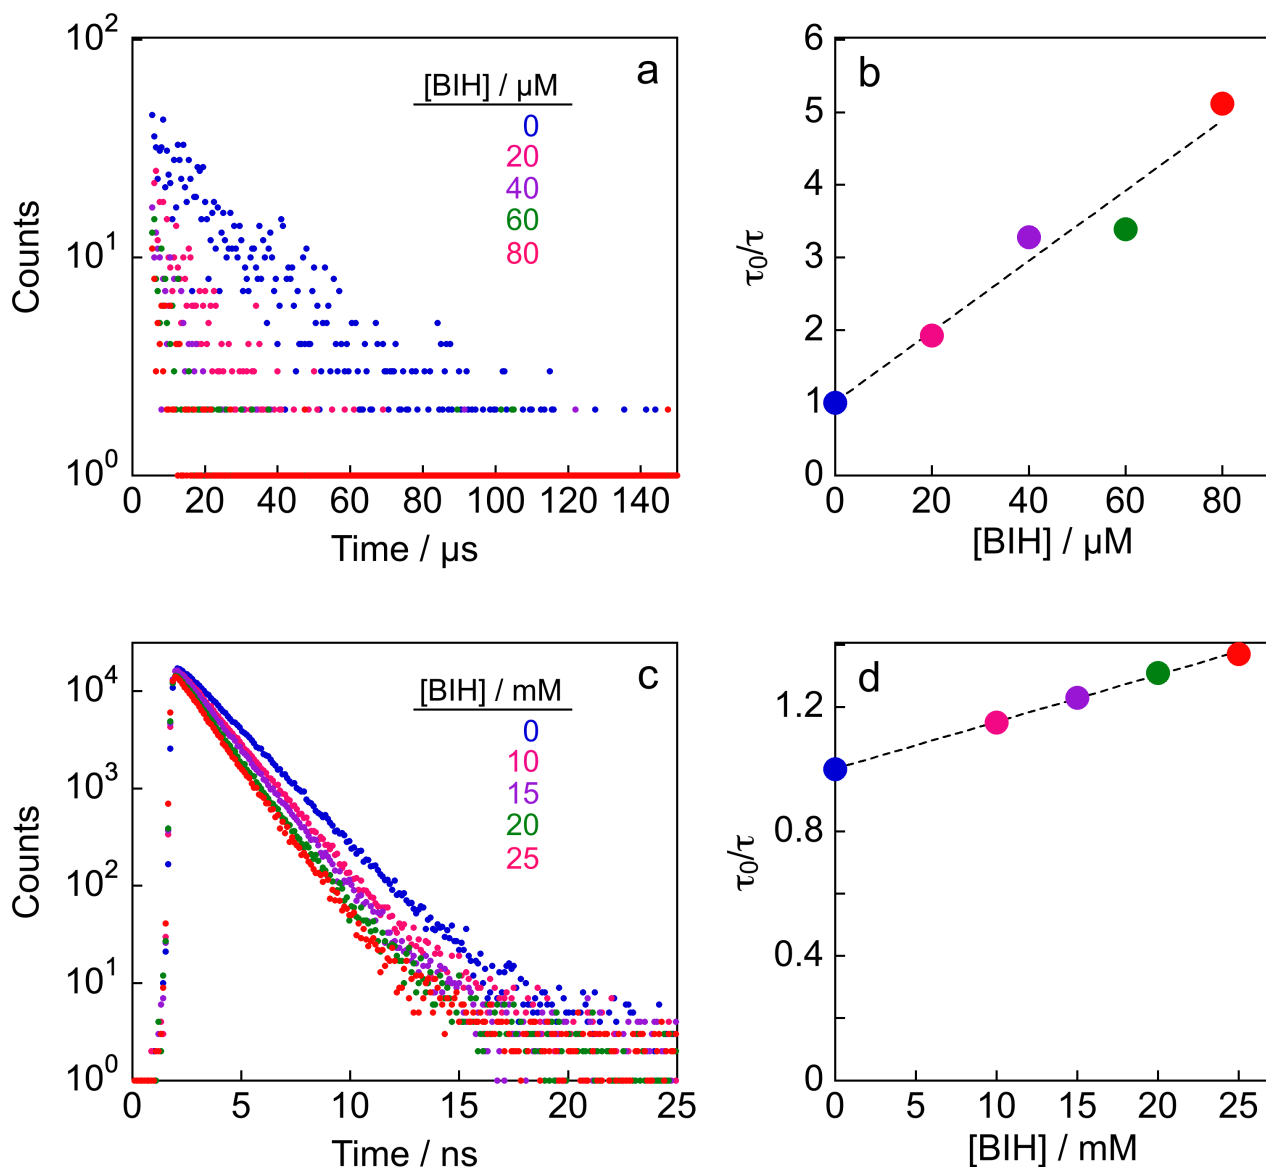 a
[BIH] / µM
0
20
40
60
80
10²
10¹
10⁰
Counts
0 20 40 60 80 100 120 140
Time / µs
b
6
5
4
3
2
1
0
τ₀/τ
0 20 40 60 80
[BIH] / µM
c
[BIH] / mM
0
10
15
20
25
10⁴
10³
10²
10¹
10⁰
Counts
0 5 10 15 20 25
Time / ns
d
1.2
0.8
0.4
0
τ₀/τ
0 5 10 15 20 25
[BIH] / mM